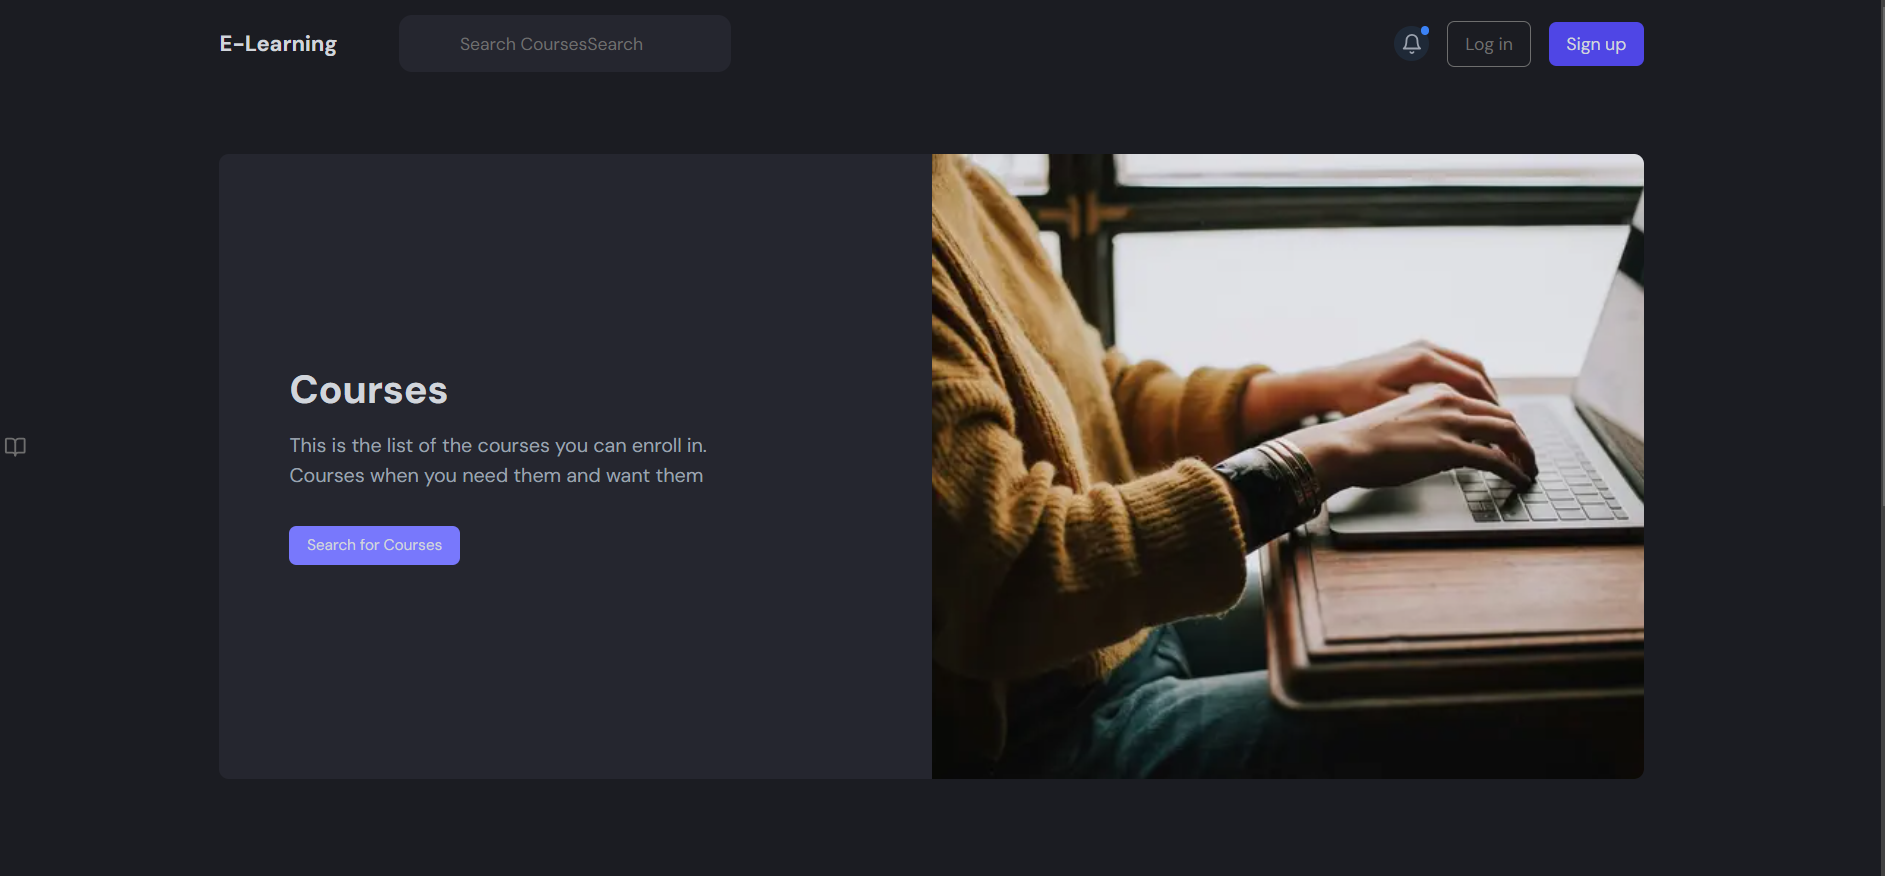 E-Learning
Search CoursesSearch
Log in
Sign up
Courses
This is the list of the courses you can enroll in.
Courses when you need them and want them
Search for Courses